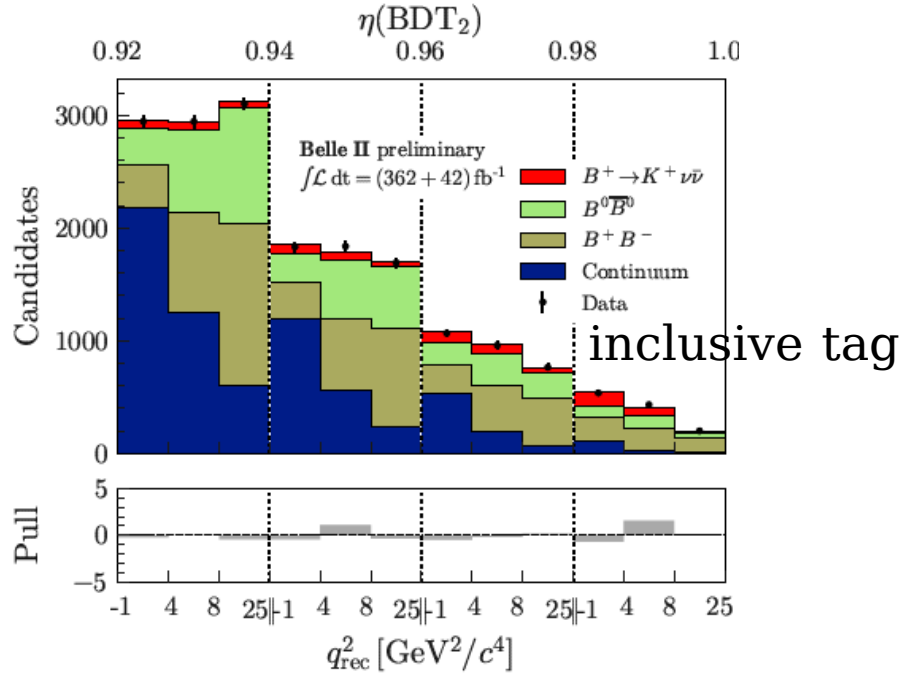 η(BDT₂)
0.92 0.94 0.96 0.98 1.0
3000
2000
1000
0
Candidates
Belle II preliminary
∫ℒ dt = (362 + 42) fb⁻¹
B⁺→K⁺νν̄
B⁰B̅⁰
B⁺B⁻
Continuum
Data
inclusive tag
5
0
−5
Pull
-1 4 8 25||-1 4 8 25||-1 4 8 25||-1 4 8 25
q²rec [GeV²/c⁴]